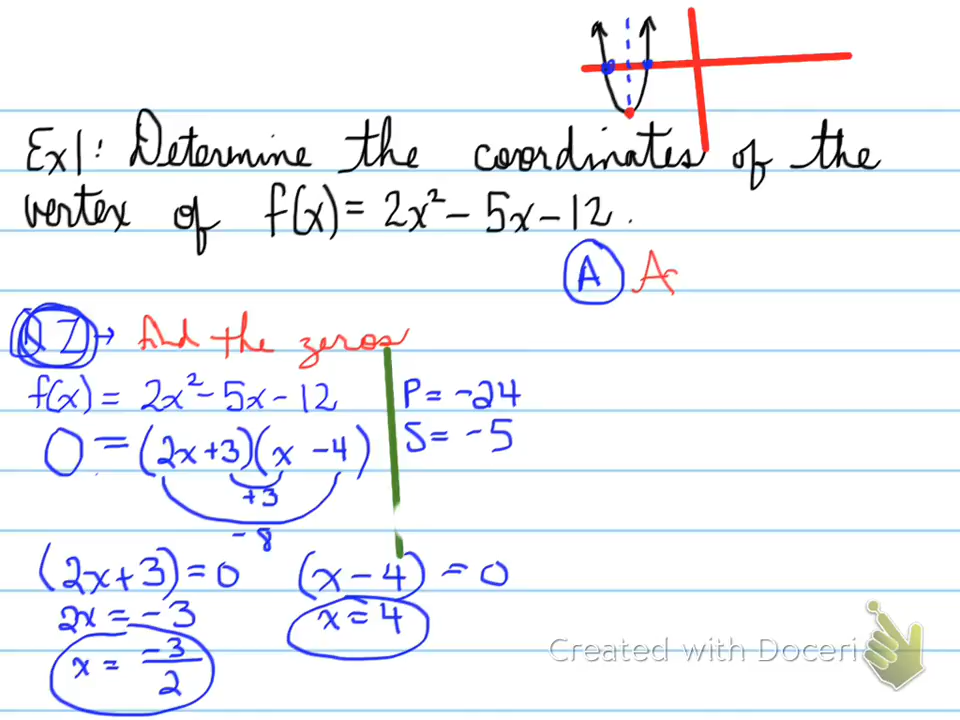 Ex1: Determine the coordinates of the
vertex of f(x) = 2x² - 5x - 12.
A A
Z → find the zeros
f(x) = 2x² - 5x - 12
P = -24
0 = (2x + 3)(x - 4)
S = -5
+3
-8
(2x + 3) = 0 (x - 4) = 0
2x = -3 x = 4
x = -3/2
Created with Doceri